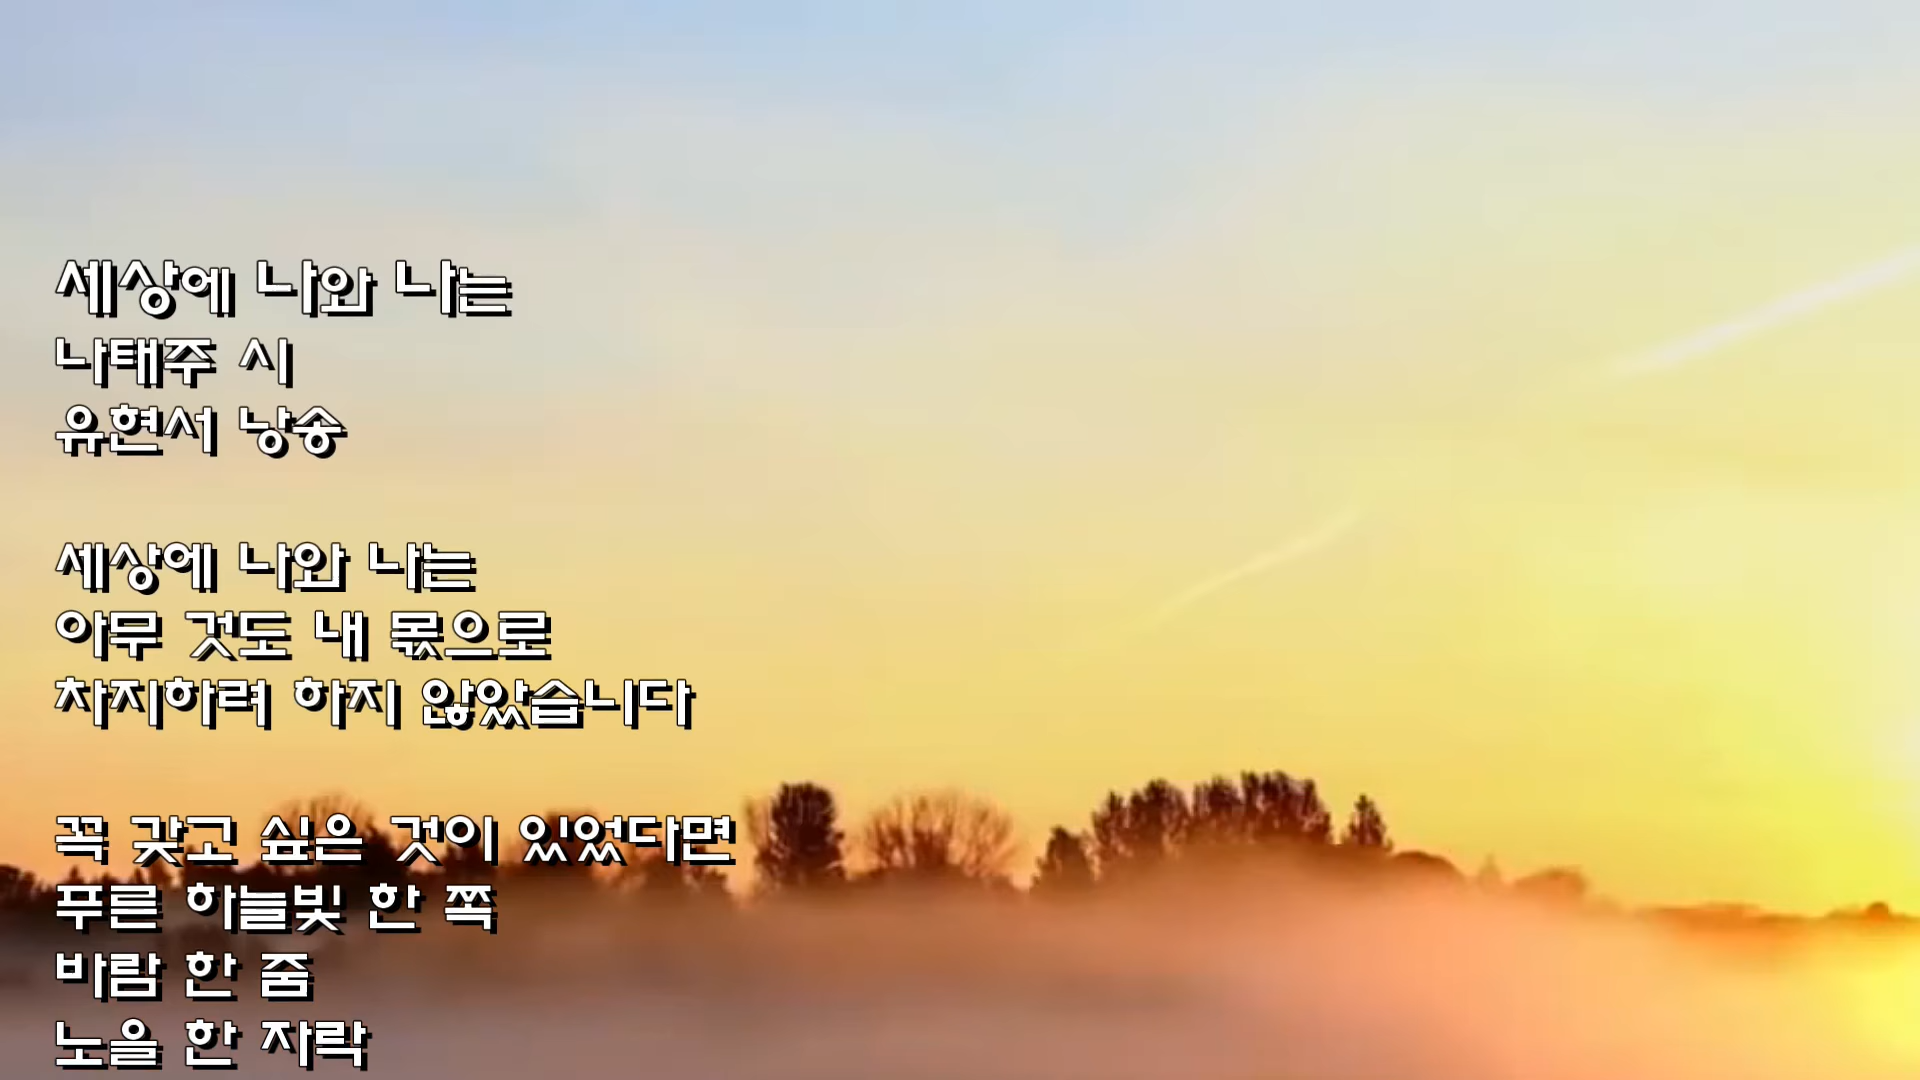 세상에 나와 나는
나태주 시
유현서 낭송
세상에 나와 나는
아무 것도 내 몫으로
차지하려 하지 않았습니다
꼭 갖고 싶은 것이 있었다면
푸른 하늘빛 한 쪽
바람 한 줌
노을 한 자락